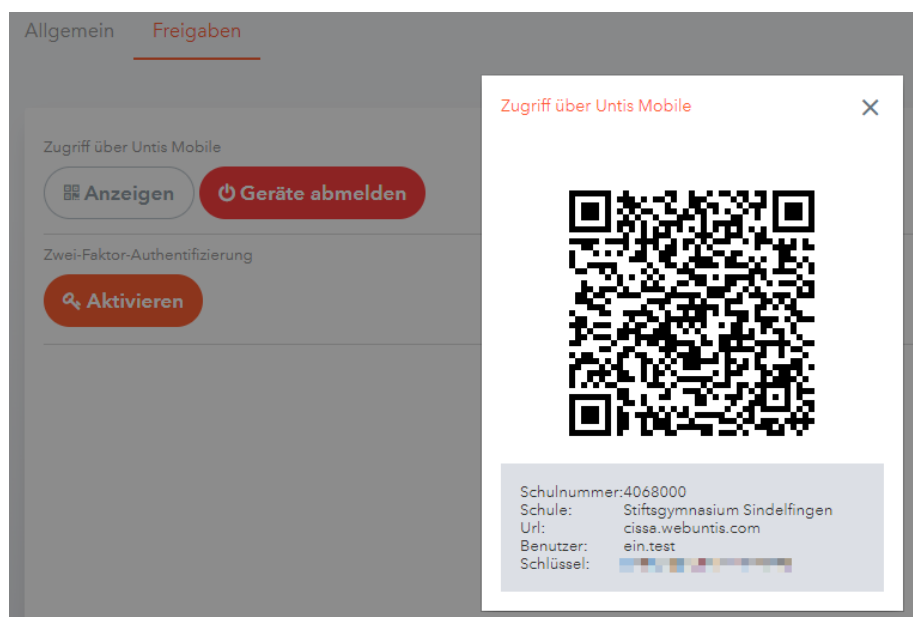 Allgemein Freigaben
Zugriff über Untis Mobile
Zugriff über Untis Mobile
Anzeigen Geräte abmelden
Zwei-Faktor-Authentifizierung
Aktivieren
Schulnummer:4068000
Schule: Stiftsgymnasium Sindelfingen
Url: cissa.webuntis.com
Benutzer: ein.test
Schlüssel: